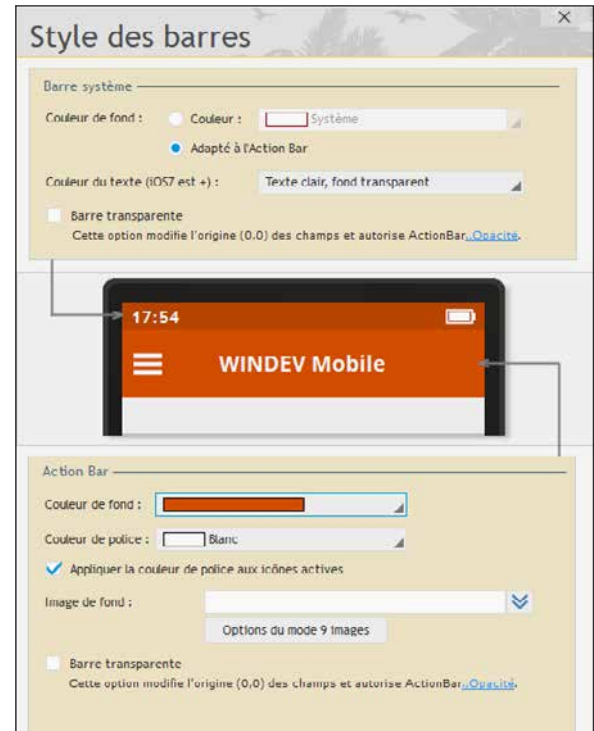 Style des barres
Barre système
Couleur de fond : Couleur : Système
Adapté à l'Action Bar
Couleur du texte (iOS7 est +) : Texte clair, fond transparent
Barre transparente
Cette option modifie l'origine (0,0) des champs et autorise ActionBar..Opacité.
17:54
WINDEV Mobile
Action Bar
Couleur de fond :
Couleur de police : Blanc
Appliquer la couleur de police aux icônes actives
Image de fond :
Options du mode 9 images
Barre transparente
Cette option modifie l'origine (0,0) des champs et autorise ActionBar..Opacité.